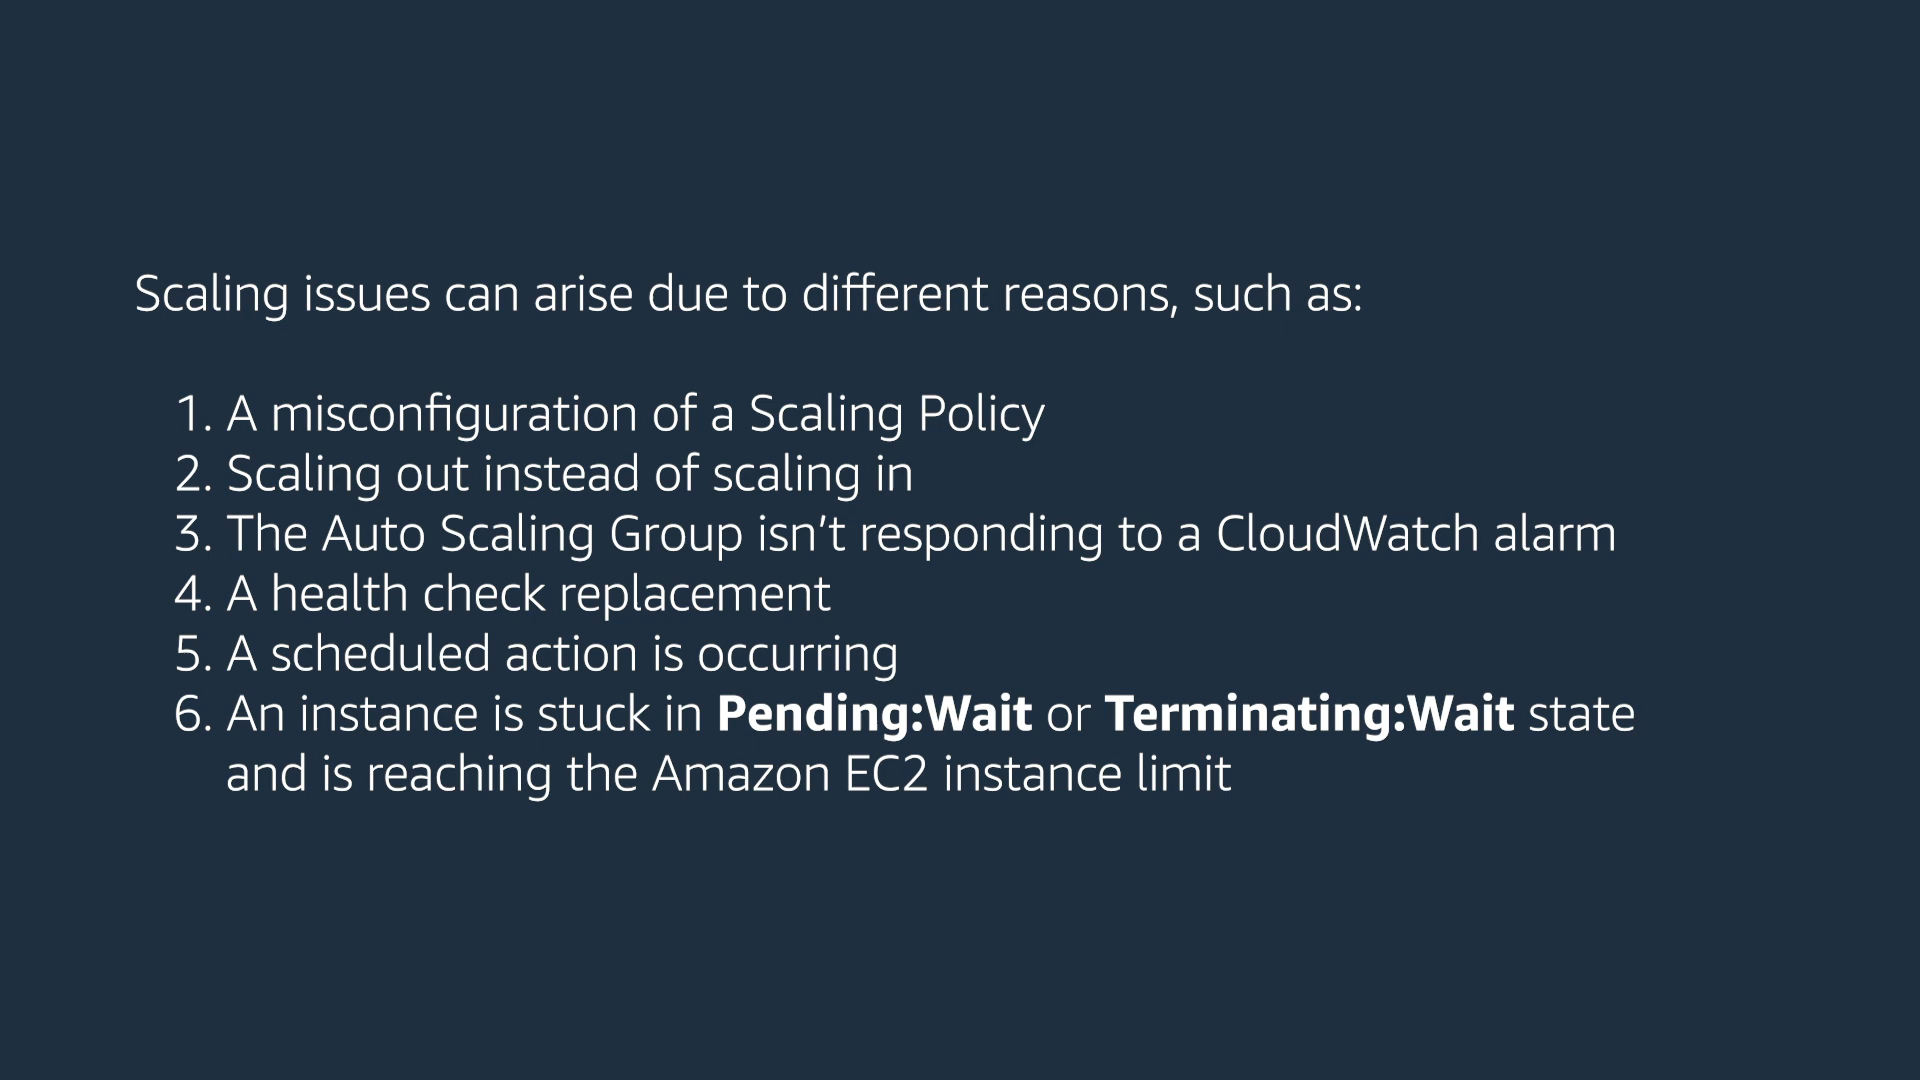 Scaling issues can arise due to different reasons, such as:
1. A misconfiguration of a Scaling Policy
2. Scaling out instead of scaling in
3. The Auto Scaling Group isn’t responding to a CloudWatch alarm
4. A health check replacement
5. A scheduled action is occurring
6. An instance is stuck in Pending:Wait or Terminating:Wait state
and is reaching the Amazon EC2 instance limit